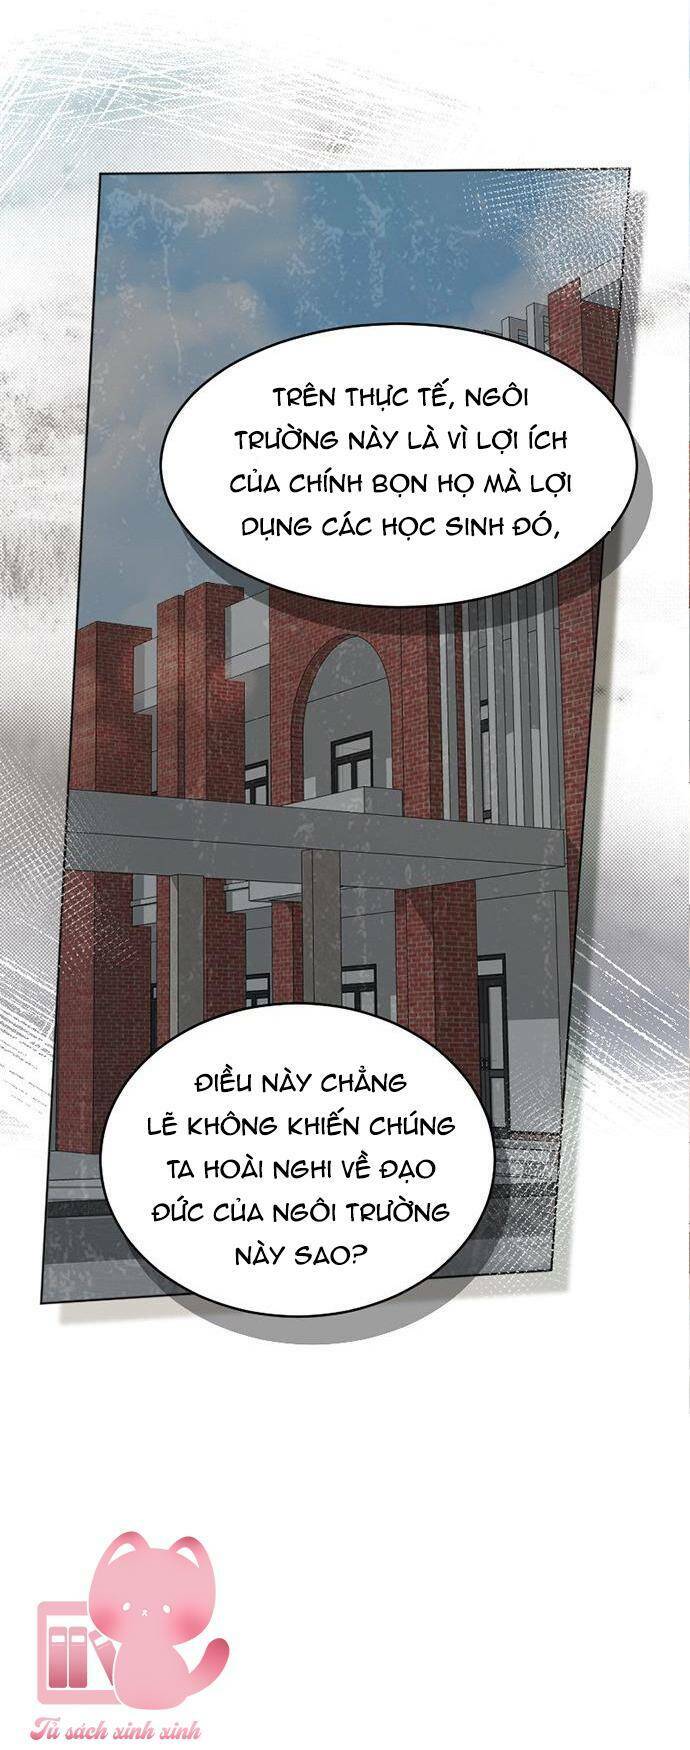 TRÊN THỰC TẾ, NGÔI
TRƯỜNG NÀY LÀ VÌ LỢI ÍCH
CỦA CHÍNH BỌN HỌ MÀ LỢI
DỤNG CÁC HỌC SINH ĐÓ,
ĐIỀU NÀY CHẲNG
LẼ KHÔNG KHIẾN CHÚNG
TA HOÀI NGHI VỀ ĐẠO
ĐỨC CỦA NGÔI TRƯỜNG
NÀY SAO?
Tủ sách xinh xinh